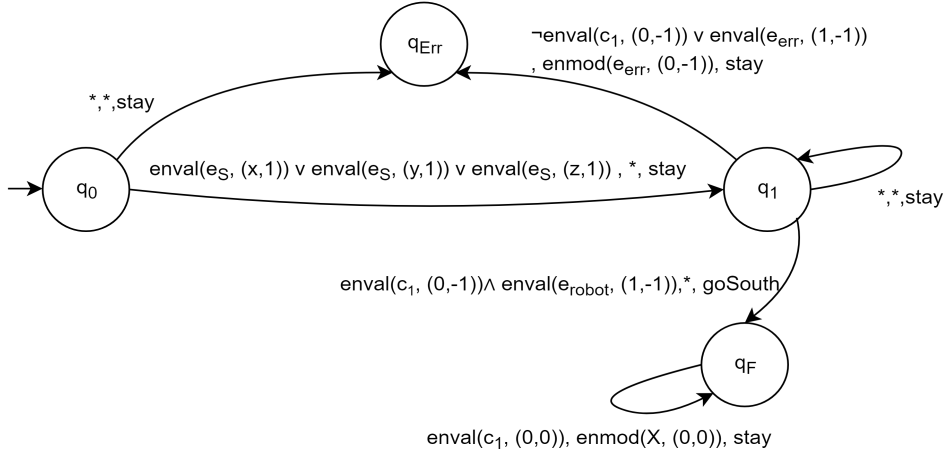 q_Err
¬enval(c_1, (0,-1)) v enval(e_err, (1,-1))
, enmod(e_err, (0,-1)), stay
*,*,stay
enval(e_S, (x,1)) v enval(e_S, (y,1)) v enval(e_S, (z,1)) , *, stay
q_0
q_1
*,*,stay
enval(c_1, (0,-1))∧ enval(e_robot, (1,-1)),*, goSouth
q_F
enval(c_1, (0,0)), enmod(X, (0,0)), stay